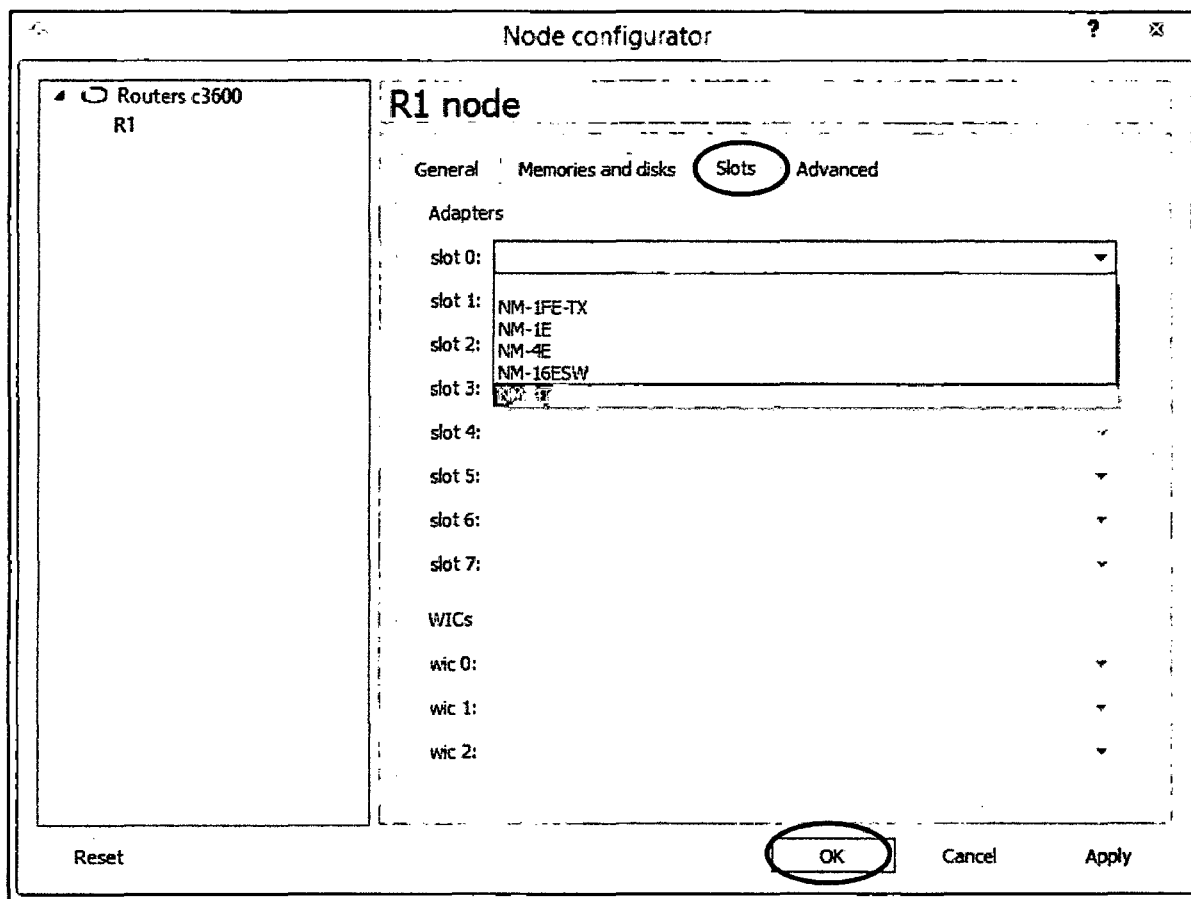 Node configurator ?
Routers c3600
R1
R1 node
General Memories and disks Slots Advanced
Adapters
slot 0:
slot 1:
NM-1FE-TX
NM-1E
slot 2:
NM-4E
NM-16ESW
slot 3:
slot 4:
slot 5:
slot 6:
slot 7:
WICs
wic 0:
wic 1:
wic 2:
Reset OK Cancel Apply